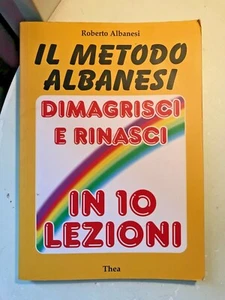 Roberto Albanesi
IL METODO
ALBANESI
DIMAGRISCI
E RINASCI
IN 10
LEZIONI
Thea